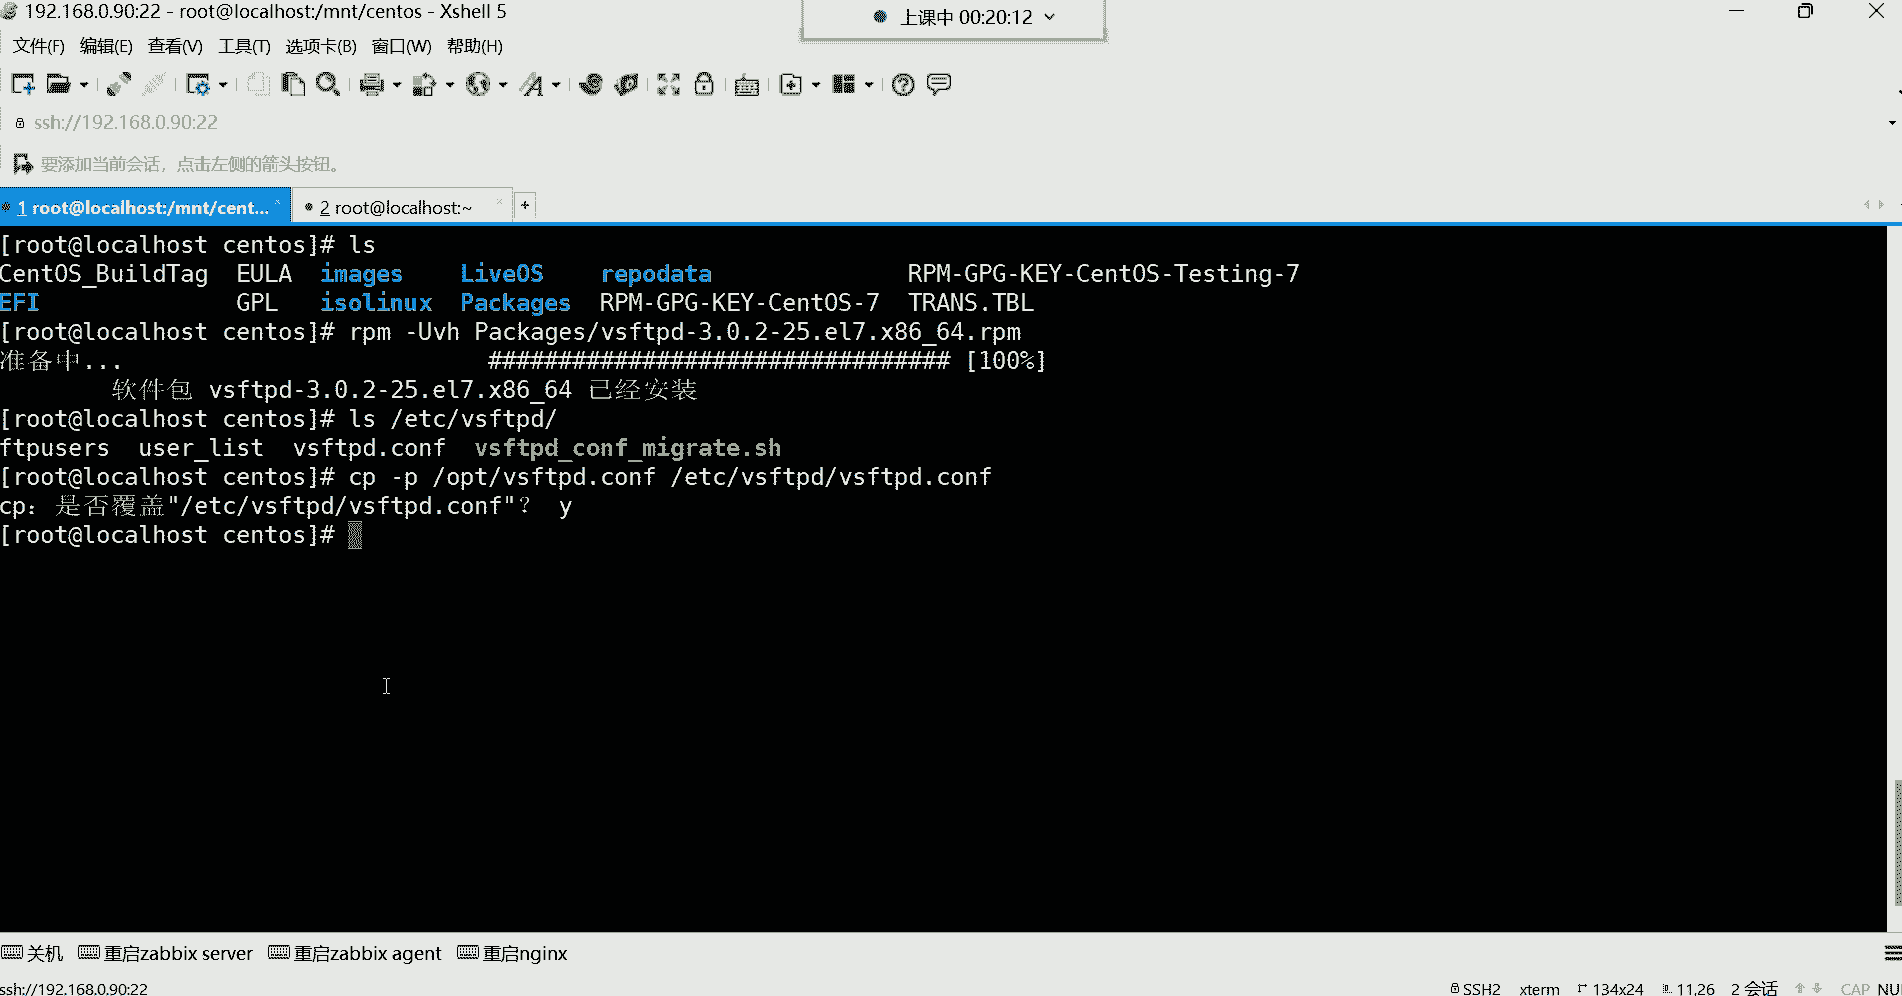 192.168.0.90:22 - root@localhost:/mnt/centos - Xshell 5
上课中 00:20:12
文件(F) 编辑(E) 查看(V) 工具(T) 选项卡(B) 窗口(W) 帮助(H)
ssh://192.168.0.90:22
要添加当前会话，点击左侧的箭头按钮。
1 root@localhost:/mnt/cent... × 2 root@localhost:~ × +
[root@localhost centos]# ls
CentOS_BuildTag EULA images LiveOS repodata RPM-GPG-KEY-CentOS-Testing-7
EFI GPL isolinux Packages RPM-GPG-KEY-CentOS-7 TRANS.TBL
[root@localhost centos]# rpm -Uvh Packages/vsftpd-3.0.2-25.el7.x86_64.rpm
准备中... ################################# [100%]
软件包 vsftpd-3.0.2-25.el7.x86_64 已经安装
[root@localhost centos]# ls /etc/vsftpd/
ftpusers user_list vsftpd.conf vsftpd_conf_migrate.sh
[root@localhost centos]# cp -p /opt/vsftpd.conf /etc/vsftpd/vsftpd.conf
cp：是否覆盖"/etc/vsftpd/vsftpd.conf"？ y
[root@localhost centos]#
关机 重启zabbix server 重启zabbix agent 重启nginx
ssh://192.168.0.90:22 SSH2 xterm 134x24 11,26 2 会话 CAP NU